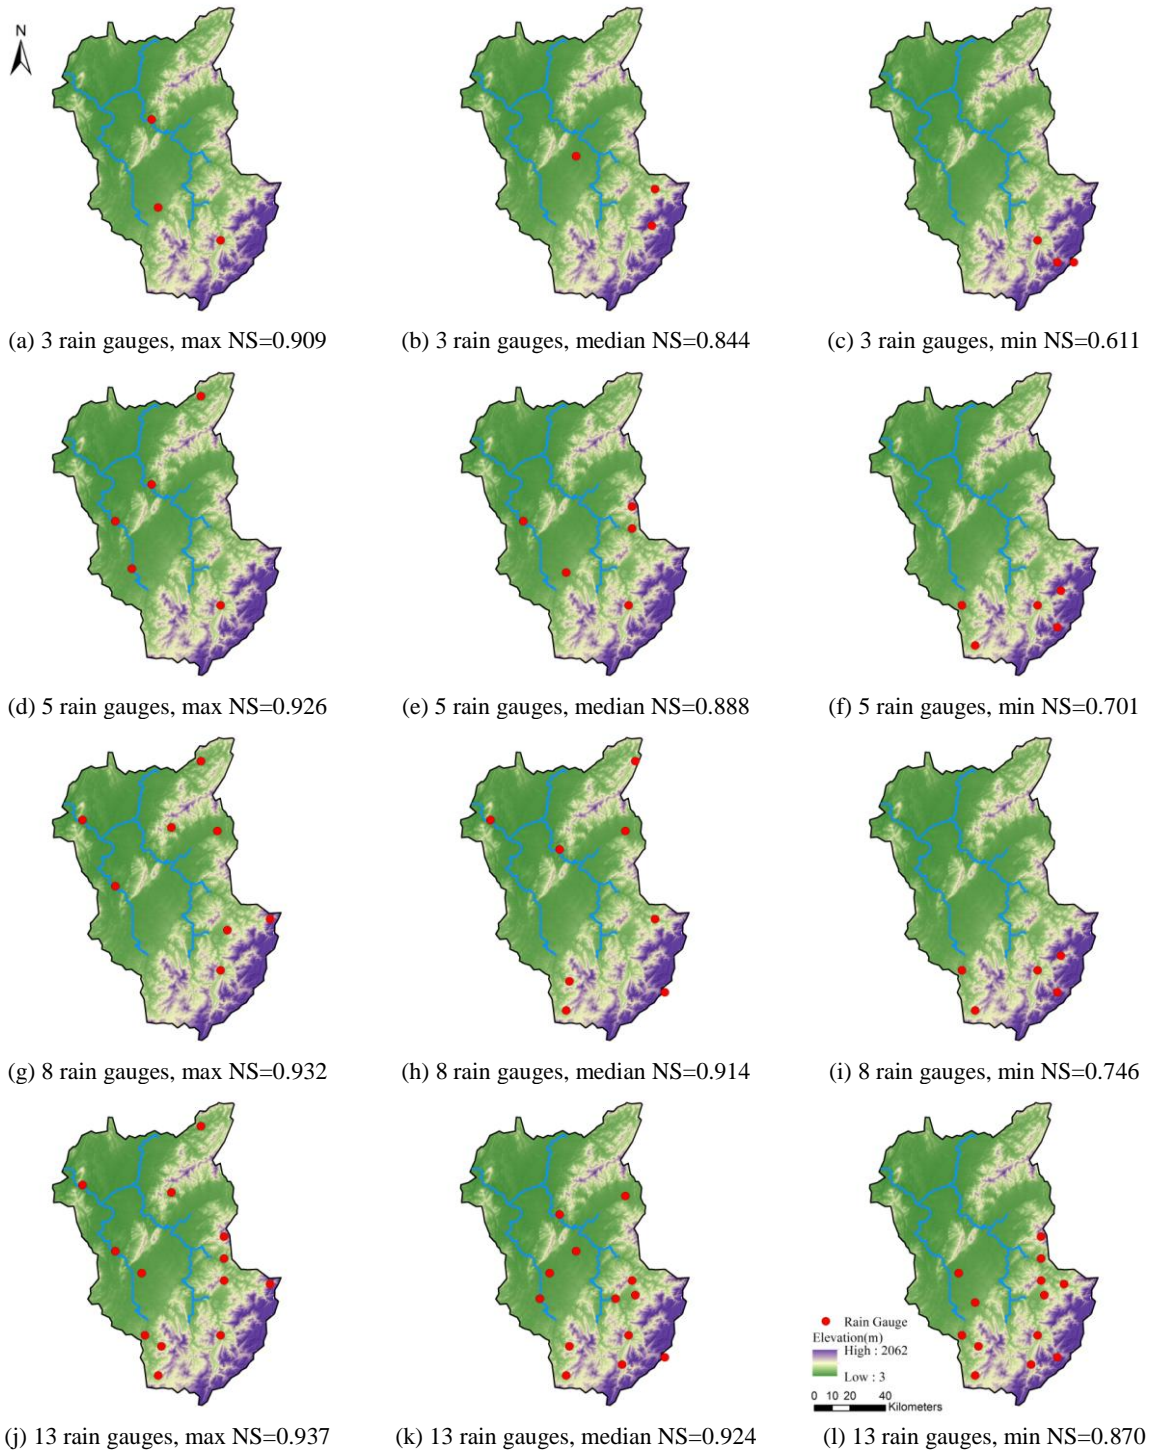 N
(a) 3 rain gauges, max NS=0.909
(b) 3 rain gauges, median NS=0.844
(c) 3 rain gauges, min NS=0.611
(d) 5 rain gauges, max NS=0.926
(e) 5 rain gauges, median NS=0.888
(f) 5 rain gauges, min NS=0.701
(g) 8 rain gauges, max NS=0.932
(h) 8 rain gauges, median NS=0.914
(i) 8 rain gauges, min NS=0.746
Rain Gauge
Elevation(m)
High : 2062
Low : 3
0 10 20 40
Kilometers
(j) 13 rain gauges, max NS=0.937
(k) 13 rain gauges, median NS=0.924
(l) 13 rain gauges, min NS=0.870